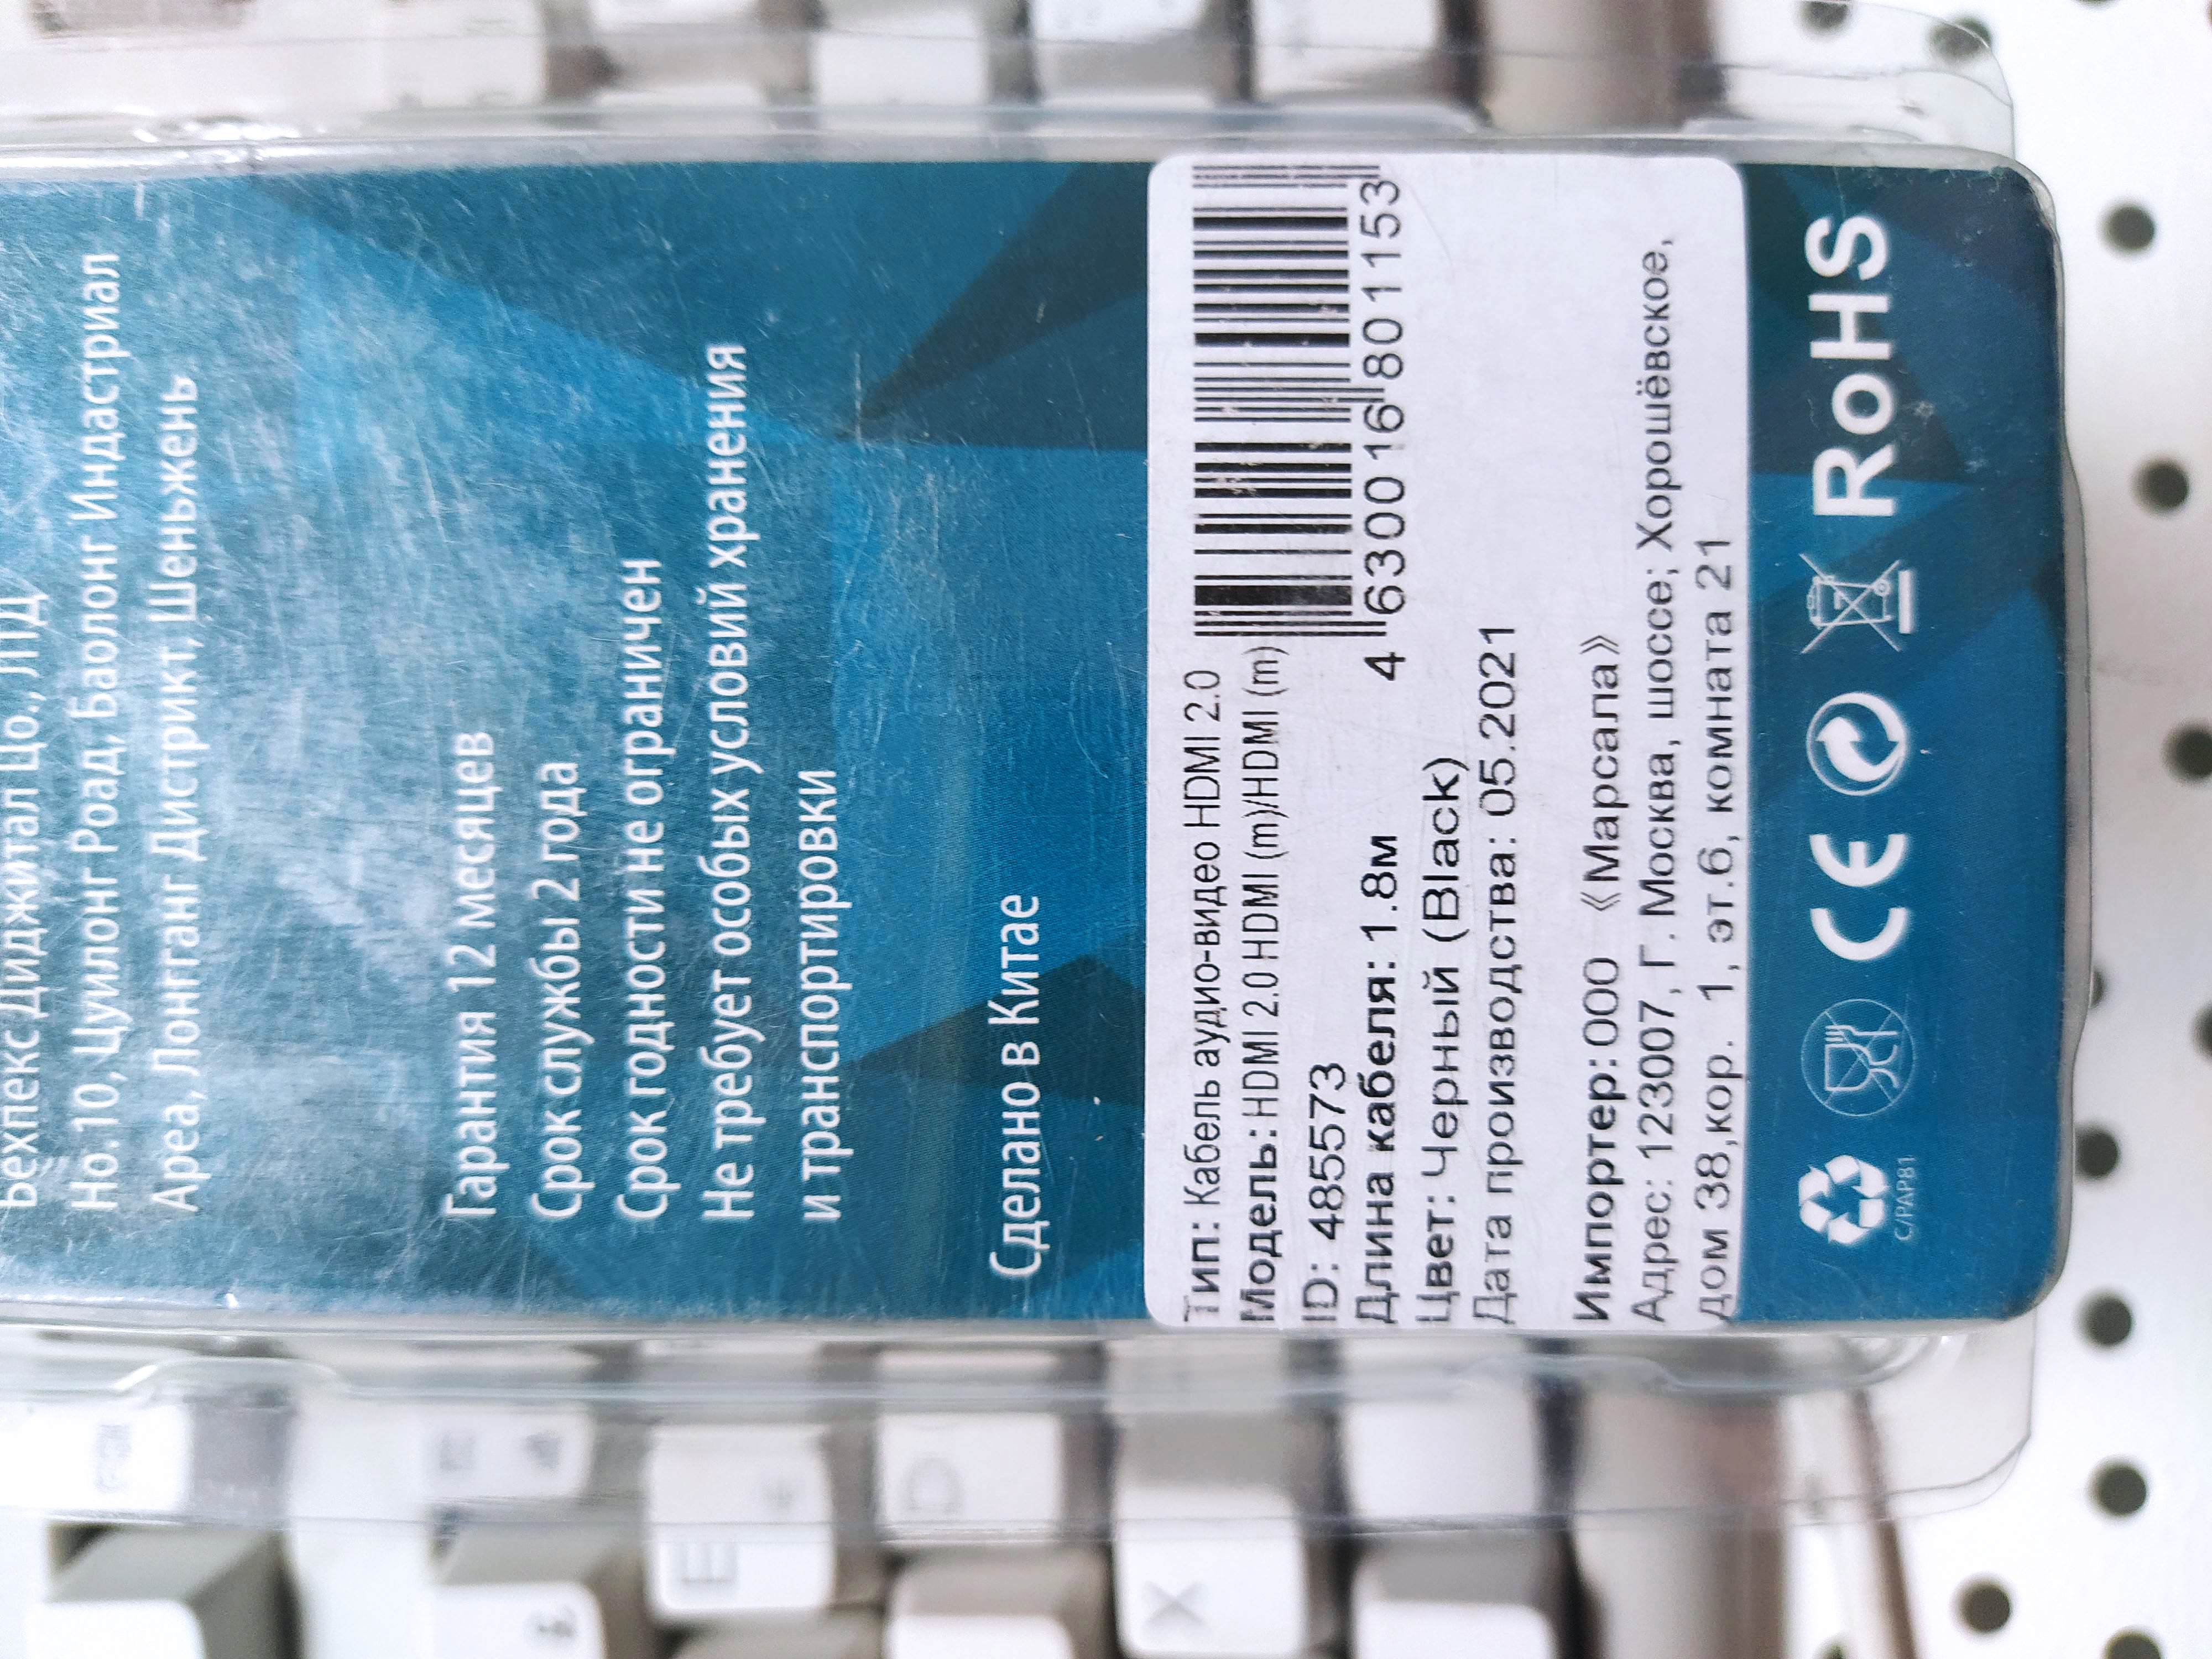 Бехпекс Диджитал Цо., ЛТД
Но.10, Цуилонг Роад, Баолонг Индастриал
Ареа, Лонгганг Дистрикт, Шеньжень
Гарантия 12 месяцев
Срок службы 2 года
Срок годности не ограничен
Не требует особых условий хранения
и транспортировки
Сделано в Китае
Тип: Кабель аудио-видео HDMI 2.0
Модель: HDMI 2.0 HDMI (m)/HDMI (m)
ID: 485573
Длина кабеля: 1.8м
Цвет: Черный (Black)
Дата производства: 05.2021
4 630016 801153
Импортер: ООО 《Марсала》
Адрес: 123007, Г. Москва, шоссе; Хорошёвское,
дом 38,кор. 1, эт.6, комната 21
C/PAP81
CE
RoHS
E
D
X